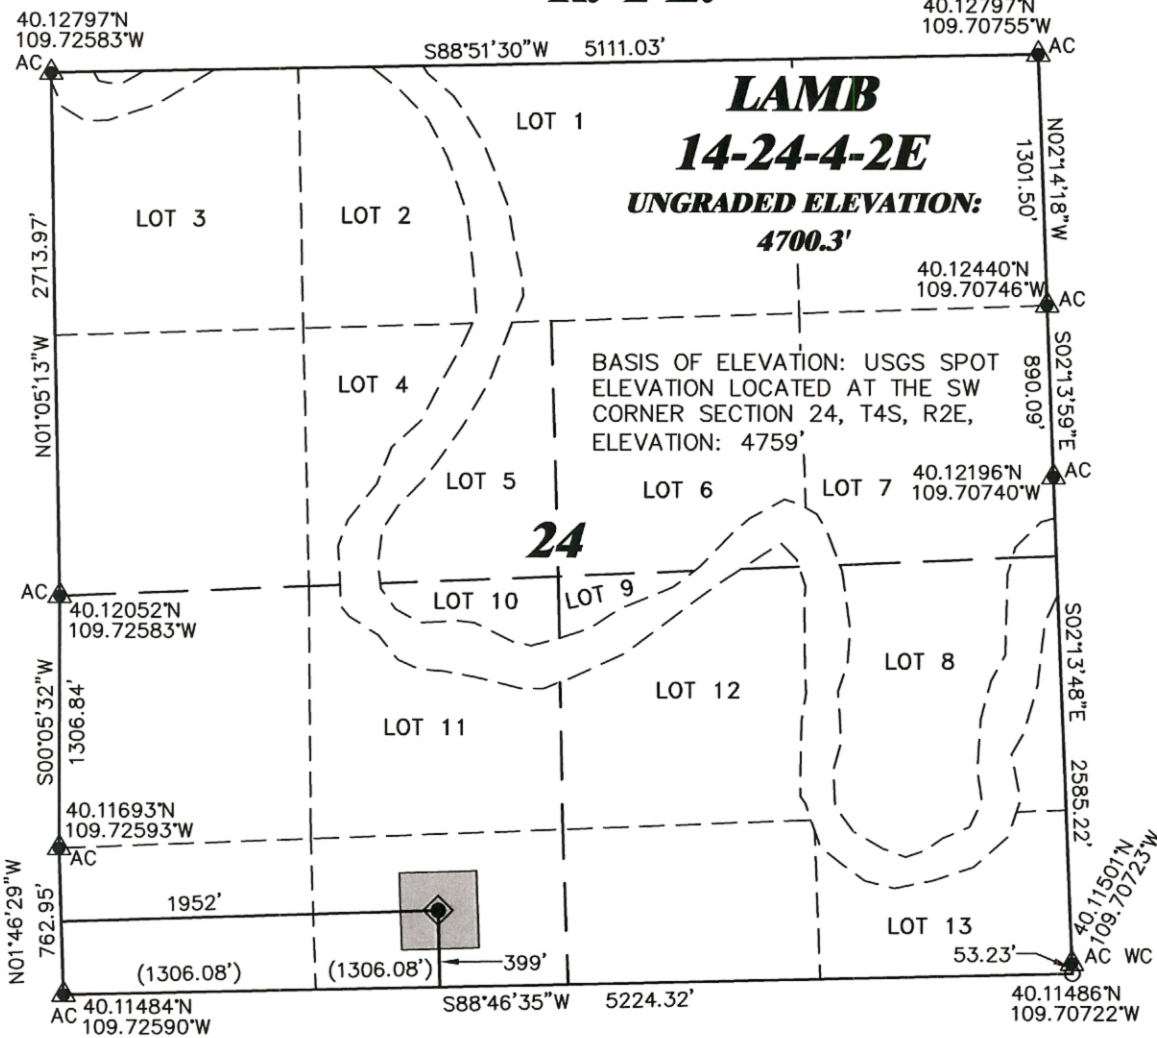 40.12797°N
109.72583°W
AC
S88°51'30"W 5111.03'
40.12797°N
109.70755°W
AC
LAMB
14-24-4-2E
UNGRADED ELEVATION:
4700.3'
LOT 1
LOT 2
LOT 3
N02°14'18"W
1301.50'
2713.97'
N01°05'13"W
40.12440°N
109.70746°W
AC
BASIS OF ELEVATION: USGS SPOT
ELEVATION LOCATED AT THE SW
CORNER SECTION 24, T4S, R2E,
ELEVATION: 4759'
S02°13'59"E
890.09'
LOT 4
LOT 5
LOT 6
LOT 7
40.12196°N
109.70740°W
AC
24
AC
40.12052°N
109.72583°W
LOT 10
LOT 9
LOT 8
LOT 12
LOT 11
S02°13'48"E
2585.22'
S00°05'32"W
1306.84'
40.11693°N
109.72593°W
AC
1952'
N01°46'29"W
762.95'
(1306.08')
(1306.08')
399'
LOT 13
53.23'
40.11501°N
109.70723°W
AC WC
S88°46'35"W 5224.32'
40.11486°N
109.70722°W
AC
40.11484°N
109.72590°W